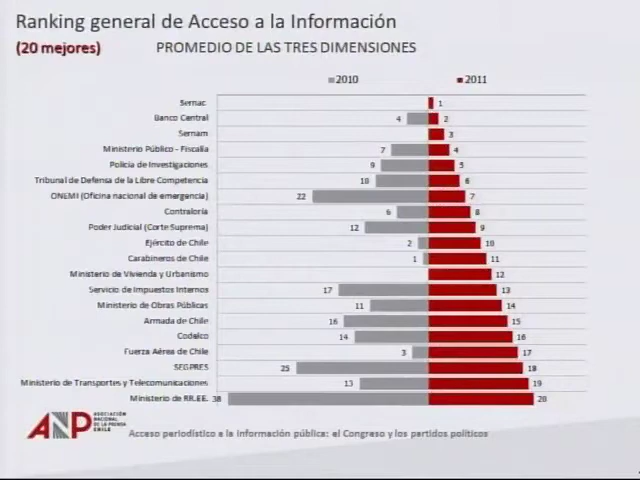 Ranking general de Acceso a la Información
(20 mejores) PROMEDIO DE LAS TRES DIMENSIONES
2010 2011
Sernac 1
Banco Central 4 2
Sernam 3
Ministerio Público - Fiscalía 7 4
Policía de Investigaciones 9 5
Tribunal de Defensa de la Libre Competencia 10 6
ONEMI (Oficina nacional de emergencia) 22 7
Contraloría 6 8
Poder Judicial (Corte Suprema) 12 9
Ejército de Chile 2 10
Carabineros de Chile 1 11
Ministerio de Vivienda y Urbanismo 12
Servicio de Impuestos Internos 17 13
Ministerio de Obras Públicas 11 14
Armada de Chile 16 15
Codelco 14 16
Fuerza Aérea de Chile 3 17
SEGPRES 25 18
Ministerio de Transportes y Telecomunicaciones 13 19
Ministerio de RR.EE. 38 20
ANP
ASOCIACIÓN
NACIONAL
DE LA PRENSA
CHILE
Acceso periodístico a la información pública: el Congreso y los partidos políticos